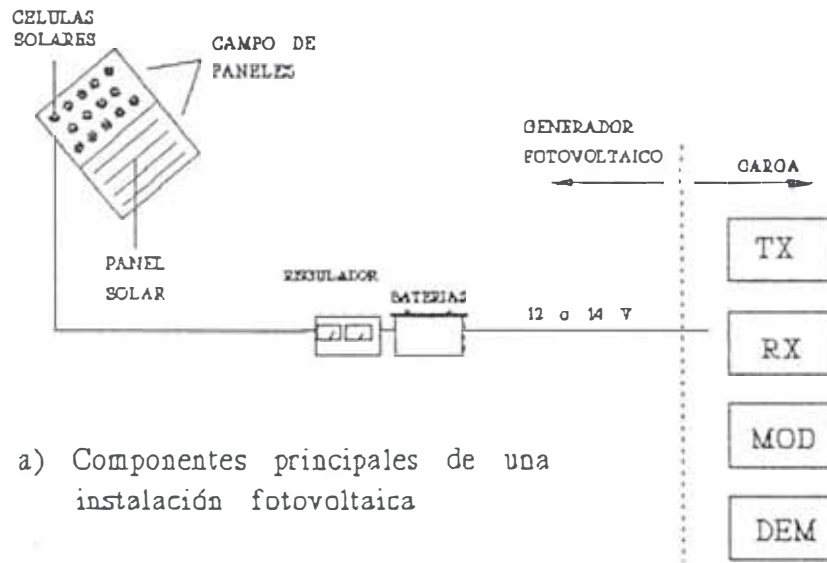 CELULAS
SOLARES
CAMPO DE
PANELES
GENERADOR
FOTOVOLTAICO
CARGA
PANEL
SOLAR
REGULADOR
BATERIAS
12 o 14 V
TX
RX
MOD
DEM
a) Componentes principales de una
instalación fotovoltaica